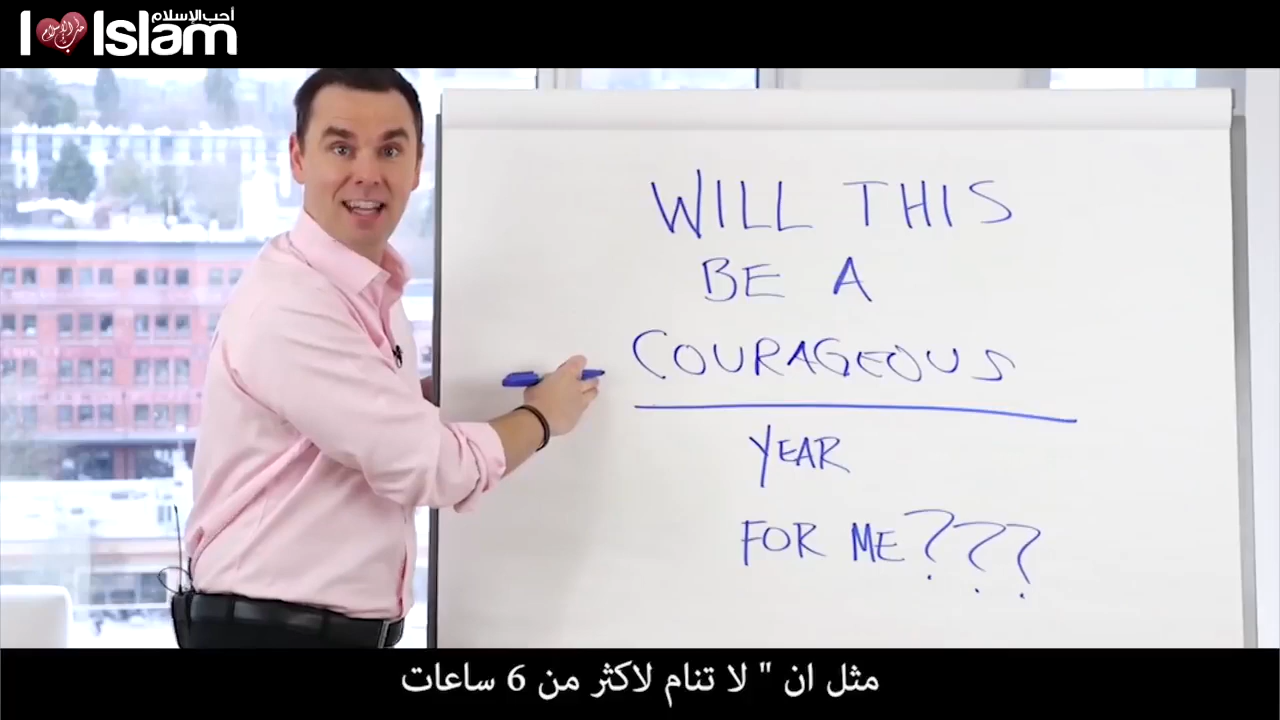 أحب الإسلام
I Islam
WILL THIS
BE A
COURAGEOUS
YEAR
FOR ME???
مثل ان " لا تنام لاكثر من 6 ساعات